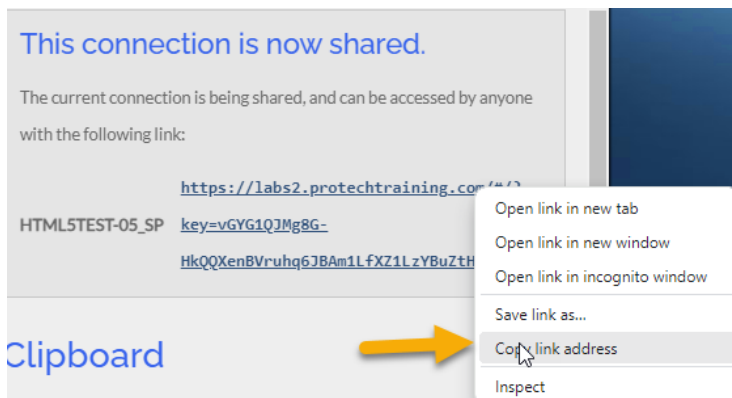 This connection is now shared.
The current connection is being shared, and can be accessed by anyone
with the following link:
https://labs2.protechtraining.com/#/?
HTML5TEST-05_SP key=vGYG1QJMg8G-
HkQQXenBVruhq6JBAm1LfXZ1LzYBuZtH
Open link in new tab
Open link in new window
Open link in incognito window
Save link as...
Copy link address
Inspect
Clipboard